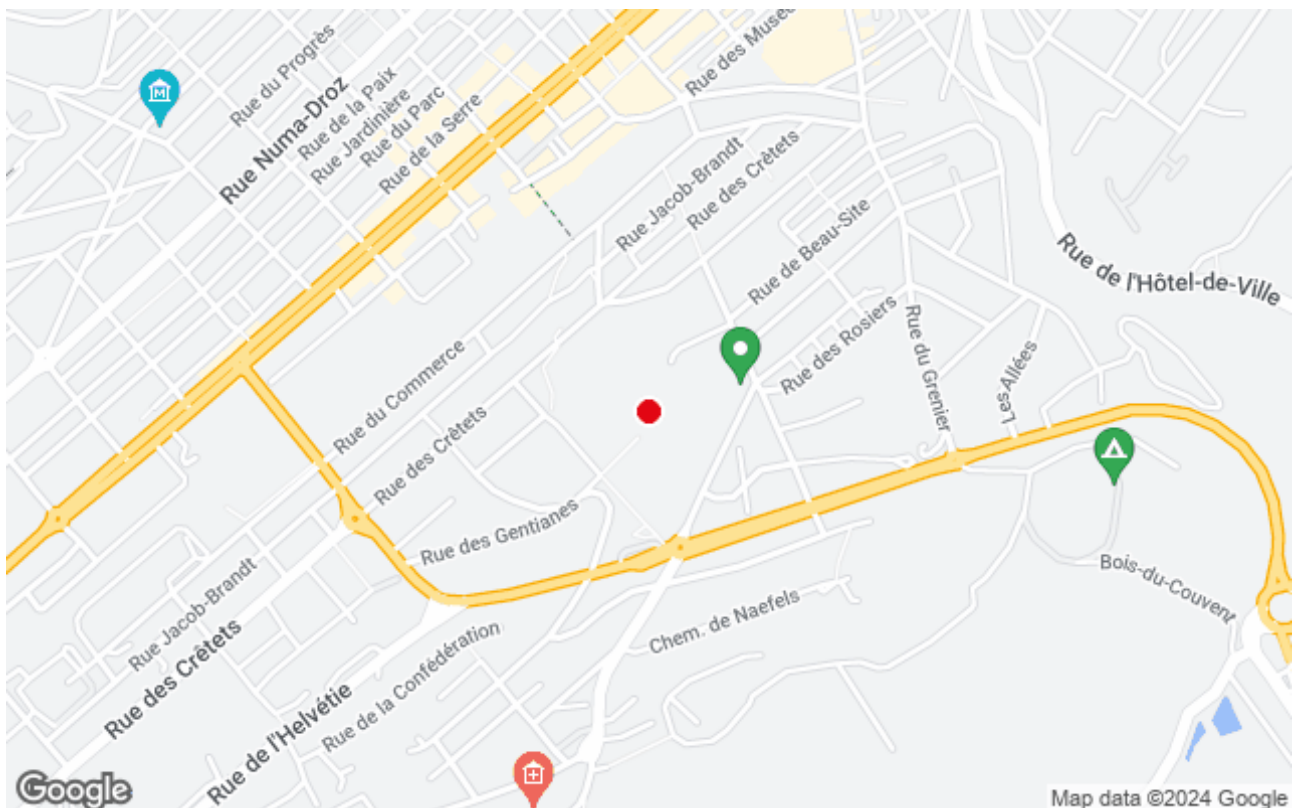 Rue des Musé
Rue du Progrès
Rue de la Paix
Rue Jardinière
Rue du Parc
Rue de la Serre
Rue Numa-Droz
Rue Jacob-Brandt
Rue des Crêtets
Rue de Beau-Site
Rue de l'Hôtel-de-Ville
Rue des Rosiers
Rue du Grenier
Les Allées
Rue du Commerce
Rue des Crêtets
Rue des Gentianes
Bois-du-Couvent
Rue Jacob-Brandt
Chem. de Naefels
Rue des Crêtets
Rue de la Confédération
Rue de l'Helvétie
M
Google
Map data ©2024 Google